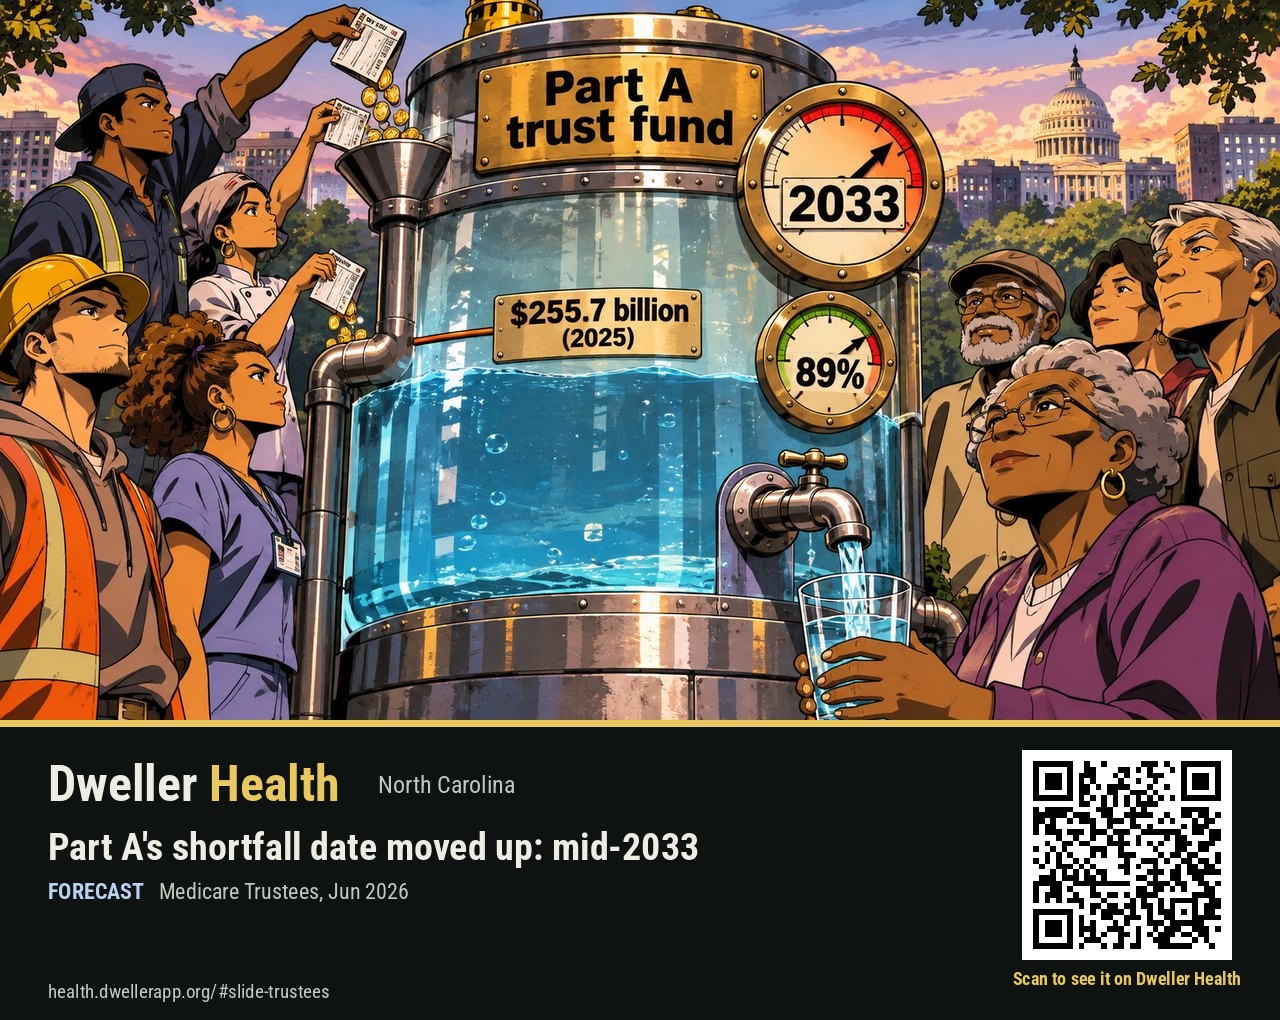 Part A
trust fund
2033
$255.7 billion
(2025)
89%
Dweller Health
North Carolina
Part A's shortfall date moved up: mid-2033
FORECAST Medicare Trustees, Jun 2026
health.dwellerapp.org/#slide-trustees
Scan to see it on Dweller Health